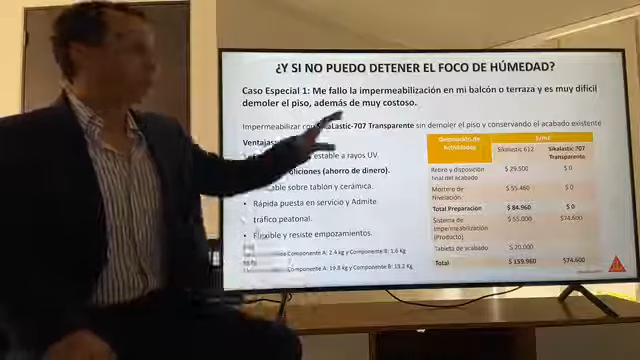 ¿Y SI NO PUEDO DETENER EL FOCO DE HÚMEDAD?
Caso Especial 1: Me fallo la impermeabilización en mi balcón o terraza y es muy difícil
demoler el piso, además de muy costoso.
Impermeabilizar con SikaLastic-707 Transparente sin demoler el piso y conservando el acabado existente
Ventajas:
estable a rayos UV.
(ahorro de dinero).
sobre tablón y cerámica.
• Rápida puesta en servicio y Admite
tráfico peatonal.
• Flexible y resiste empozamientos.
Componente A: 2.4 kg y Componente B: 1.6 kg
Componente A: 19.8 kg y Componente B: 13.2 kg
Descripción de
Actividades
$/m2
Sikalastic 612
Sikalastic 707
Transparente
Retiro y disposición
final del acabado
$ 29.500
$ 0
Mortero de
Nivelación
$ 55.460
$ 0
Total Preparación
$ 84.960
$ 0
Sistema de
Impermeabilización
(Producto)
$ 55.000
$74.600
Tableta de acabado
$ 20.000
Total
$ 159.960
$74.600